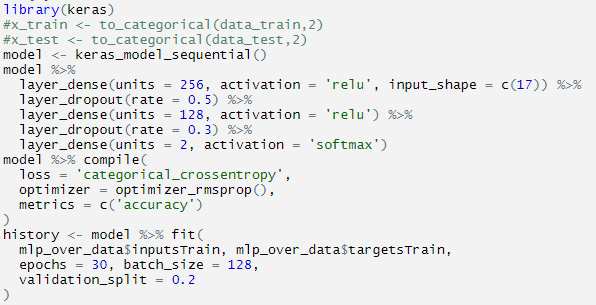 library(keras)
#x_train <- to_categorical(data_train,2)
#x_test <- to_categorical(data_test,2)
model <- keras_model_sequential()
model %>%
  layer_dense(units = 256, activation = 'relu', input_shape = c(17)) %>%
  layer_dropout(rate = 0.5) %>%
  layer_dense(units = 128, activation = 'relu') %>%
  layer_dropout(rate = 0.3) %>%
  layer_dense(units = 2, activation = 'softmax')
model %>% compile(
  loss = 'categorical_crossentropy',
  optimizer = optimizer_rmsprop(),
  metrics = c('accuracy')
)
history <- model %>% fit(
  mlp_over_data$inputsTrain, mlp_over_data$targetsTrain,
  epochs = 30, batch_size = 128,
  validation_split = 0.2
)